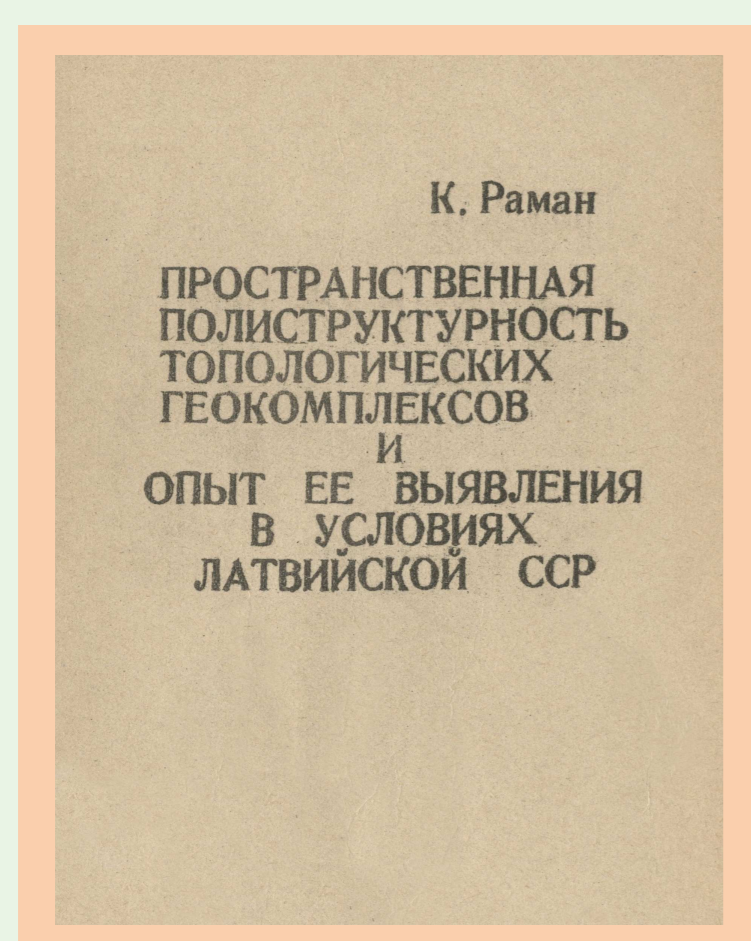 К. Раман
ПРОСТРАНСТВЕННАЯ
ПОЛИСТРУКТУРНОСТЬ
ТОПОЛОГИЧЕСКИХ
ГЕОКОМПЛЕКСОВ
И
ОПЫТ ЕЕ ВЫЯВЛЕНИЯ
В УСЛОВИЯХ
ЛАТВИЙСКОЙ ССР